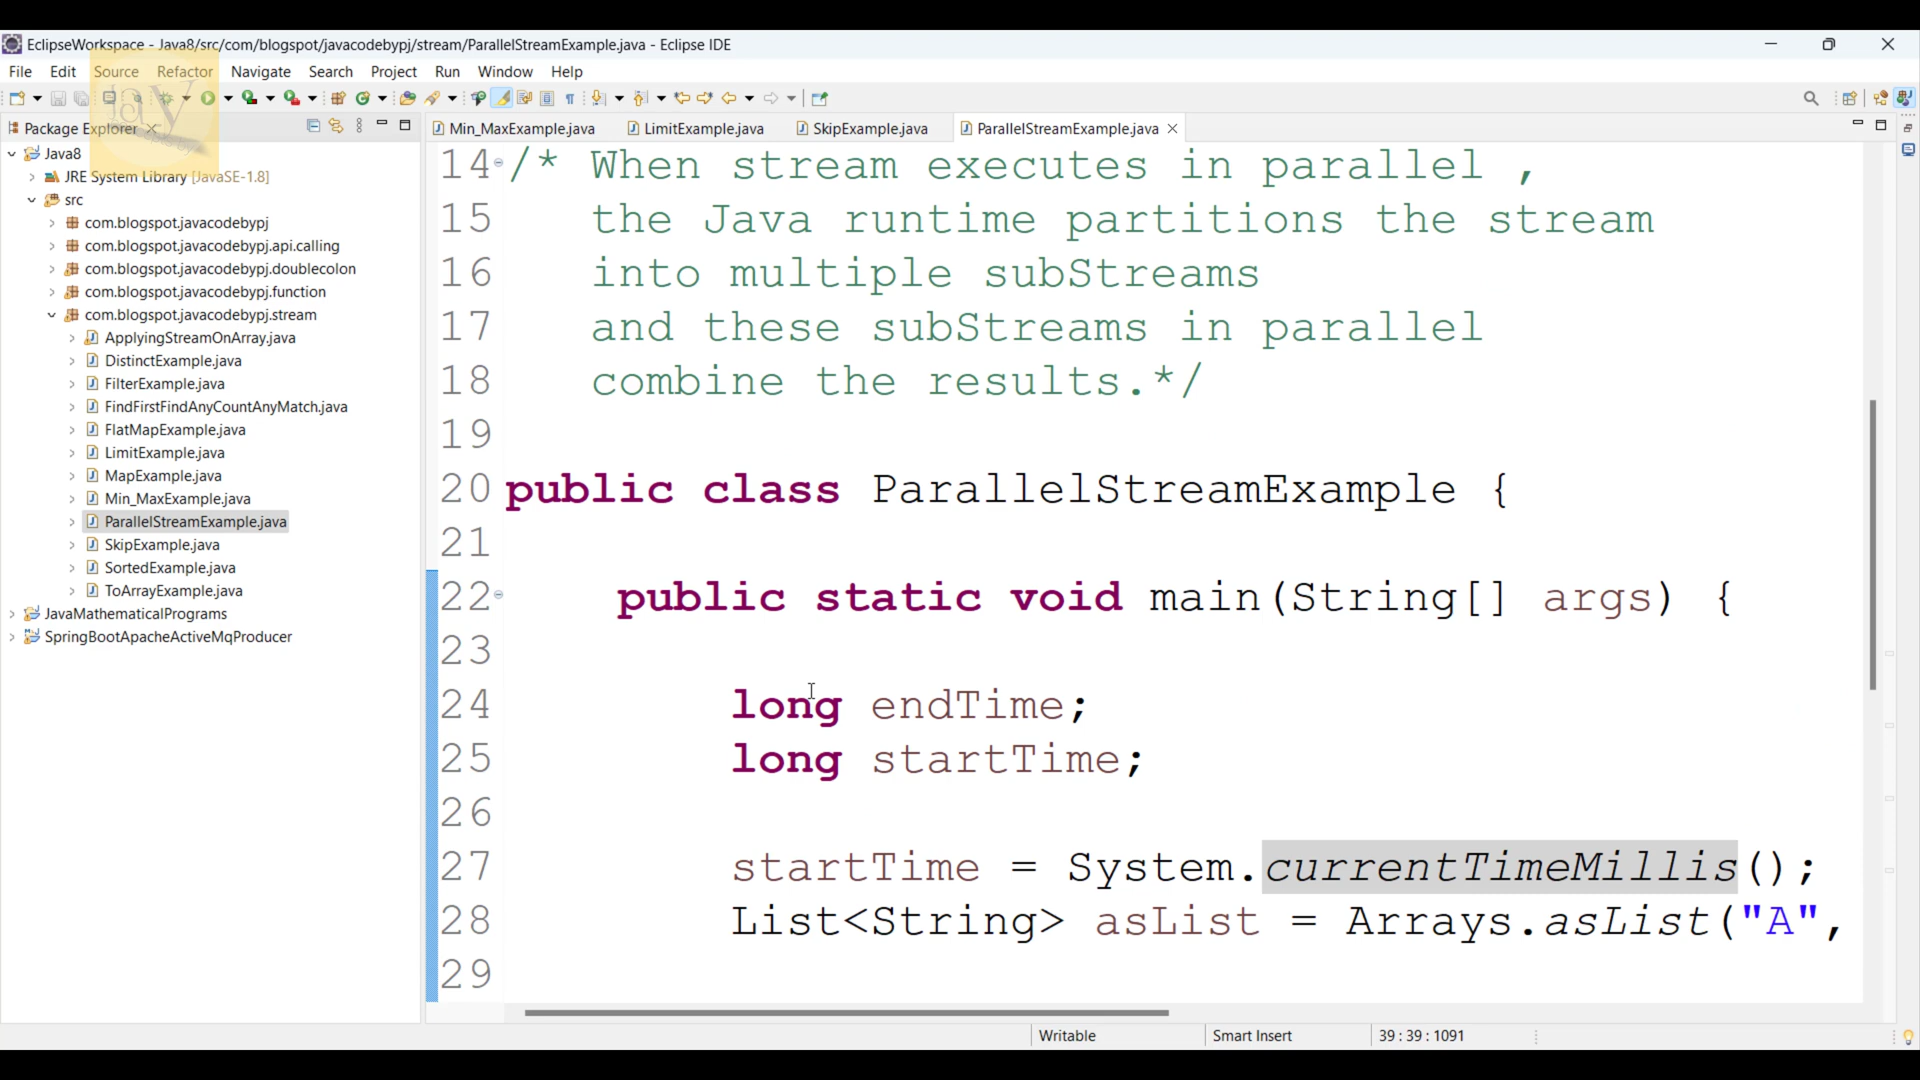 EclipseWorkspace - Java8/src/com/blogspot/javacodebypj/stream/ParallelStreamExample.java - Eclipse IDE
File Edit Source Refactor Navigate Search Project Run Window Help
Package Explorer
Min_MaxExample.java LimitExample.java SkipExample.java ParallelStreamExample.java
Java8
JRE System Library [JavaSE-1.8]
src
com.blogspot.javacodebypj
com.blogspot.javacodebypj.api.calling
com.blogspot.javacodebypj.doublecolon
com.blogspot.javacodebypj.function
com.blogspot.javacodebypj.stream
ApplyingStreamOnArray.java
DistinctExample.java
FilterExample.java
FindFirstFindAnyCountAnyMatch.java
FlatMapExample.java
LimitExample.java
MapExample.java
Min_MaxExample.java
ParallelStreamExample.java
SkipExample.java
SortedExample.java
ToArrayExample.java
JavaMathematicalPrograms
SpringBootApacheActiveMqProducer
14 /* When stream executes in parallel ,
15 the Java runtime partitions the stream
16 into multiple subStreams
17 and these subStreams in parallel
18 combine the results.*/
19
20 public class ParallelStreamExample {
21
22 public static void main(String[] args) {
23
24 long endTime;
25 long startTime;
26
27 startTime = System.currentTimeMillis();
28 List<String> asList = Arrays.asList("A",
29
Writable Smart Insert 39 : 39 : 1091